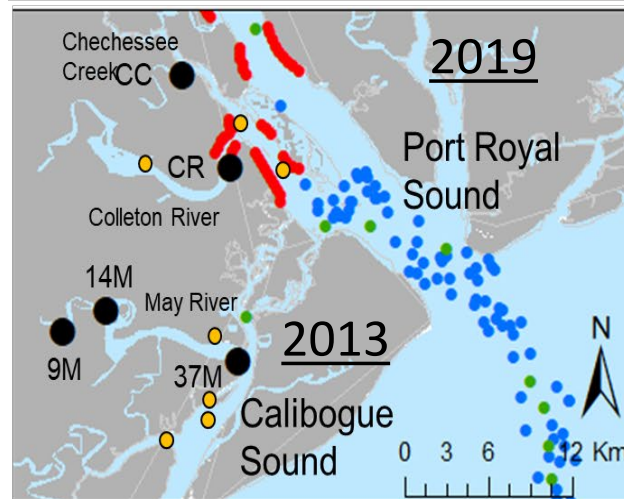 Chechessee
Creek
CC
2019
Port Royal
Sound
CR
Colleton River
14M
May River
9M
37M
2013
Calibogue
Sound
N
0 3 6 12 Km